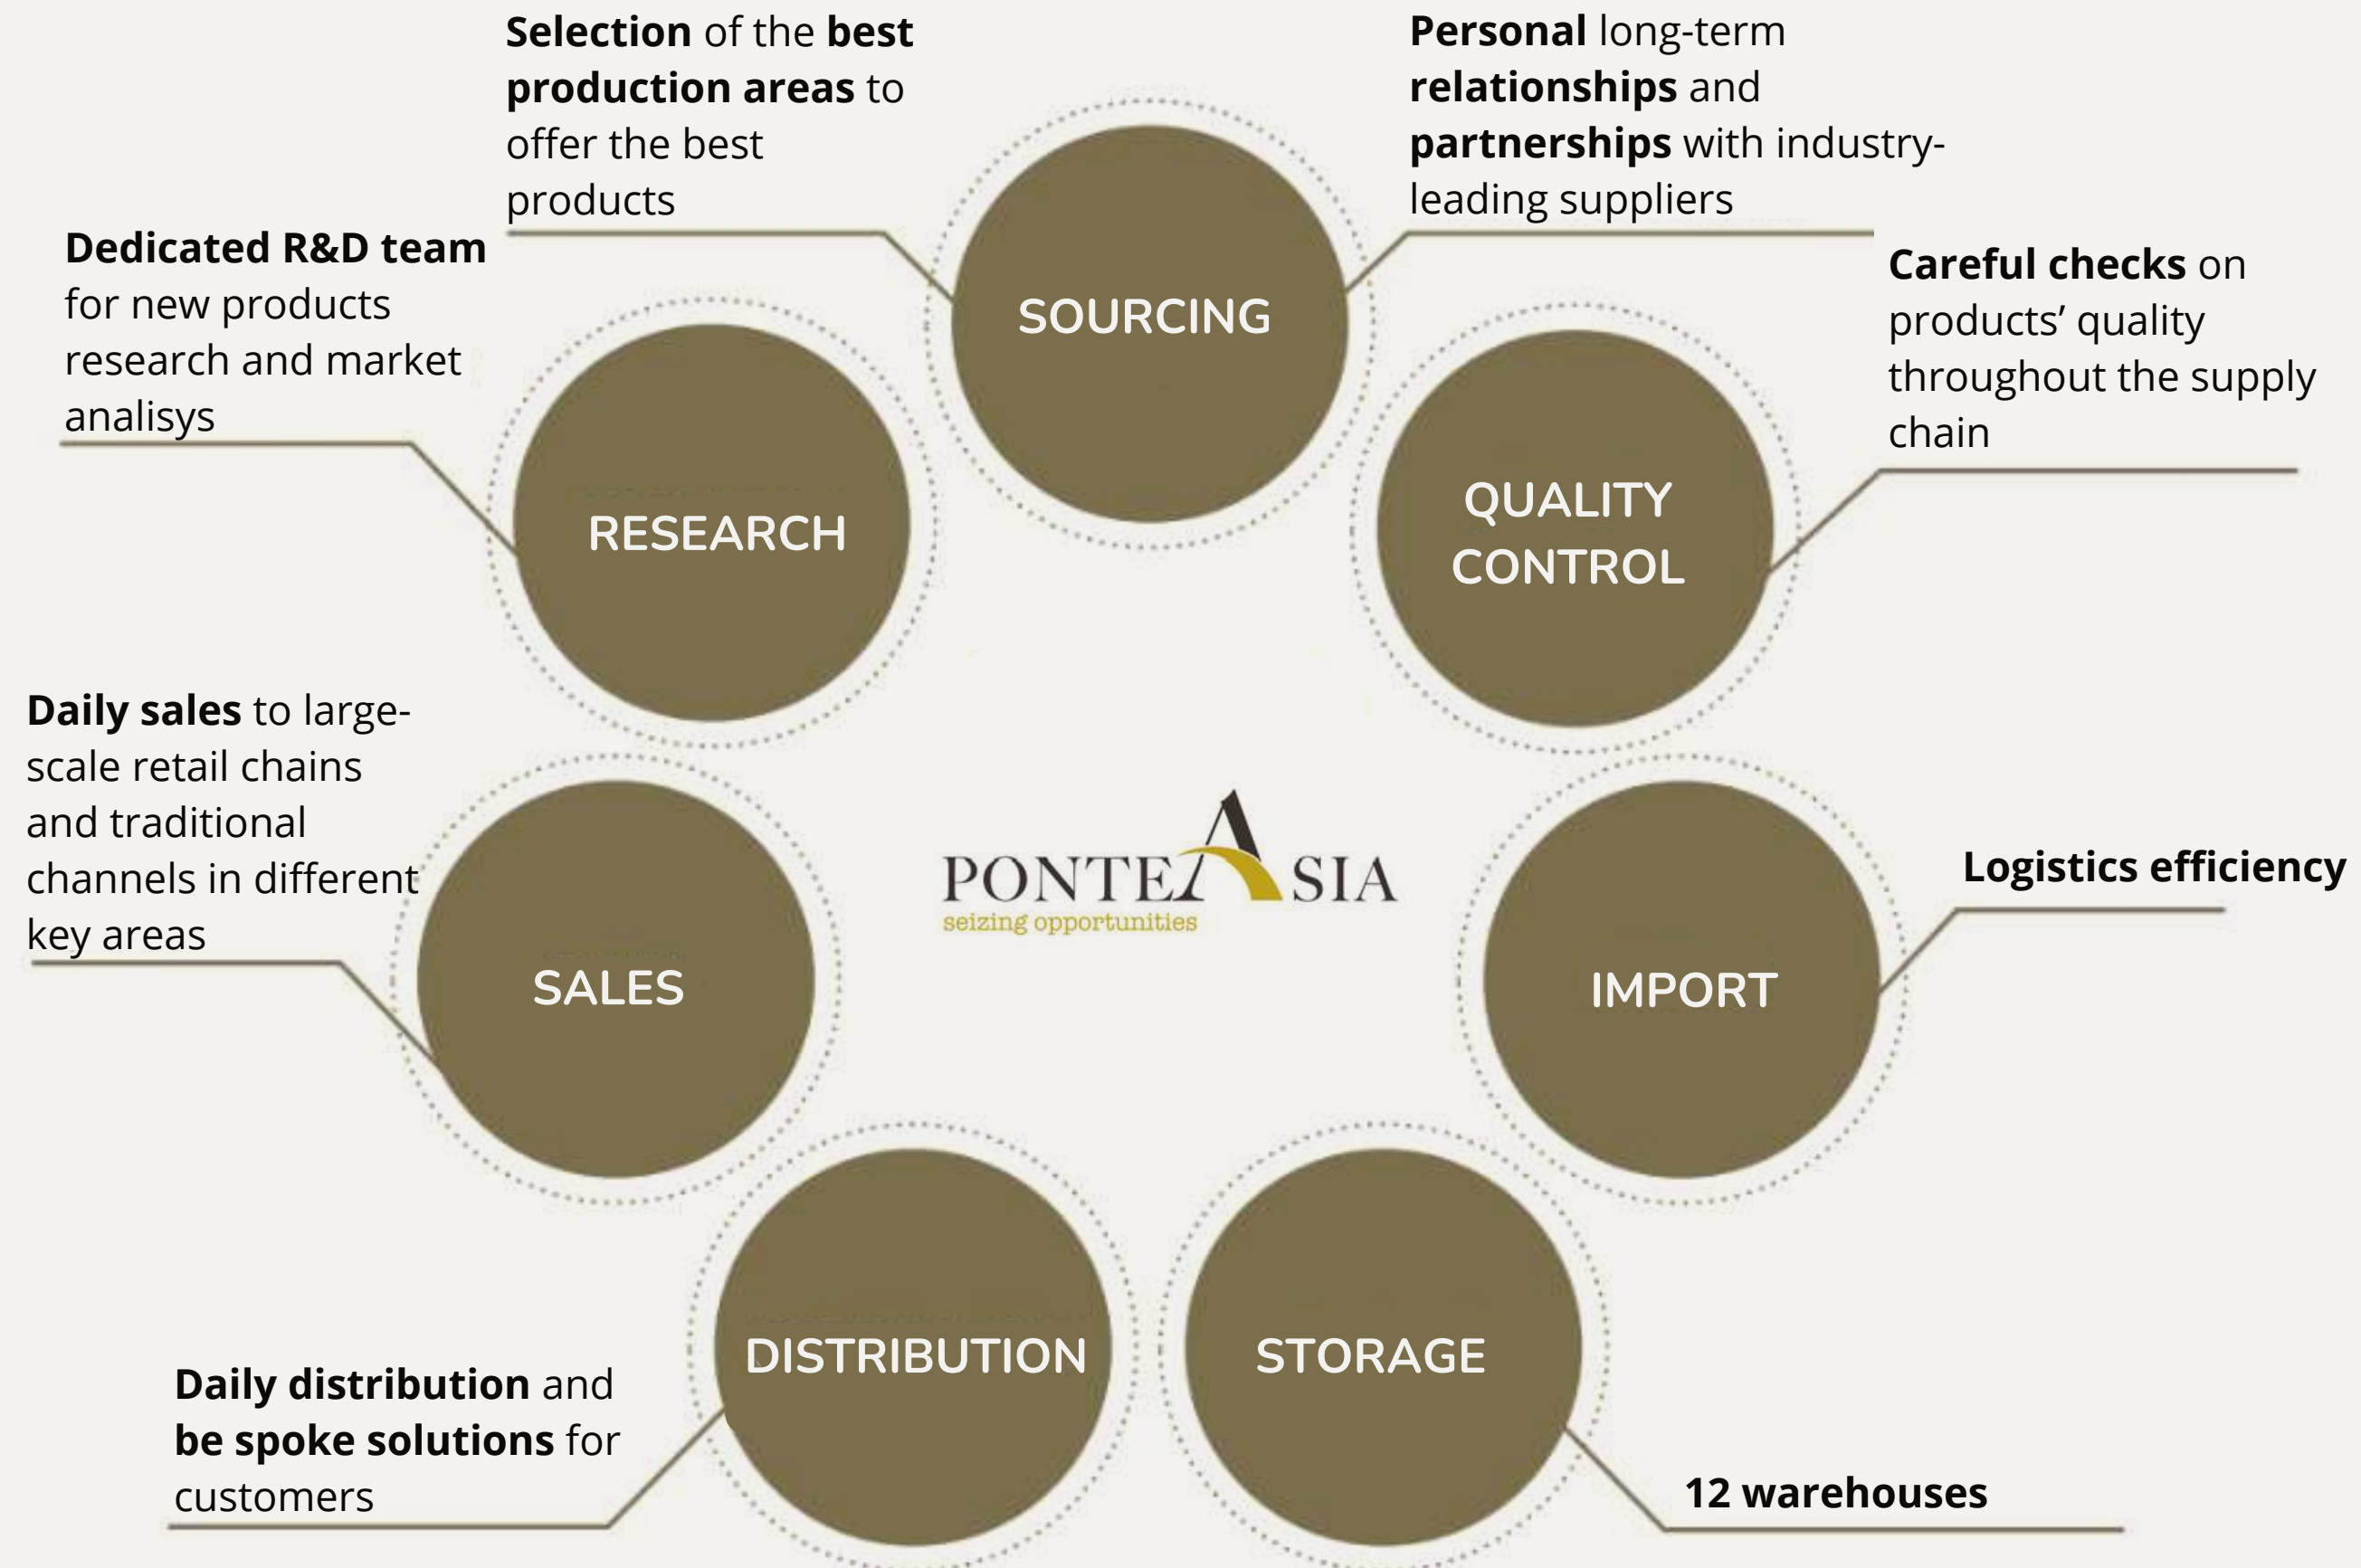 Selection of the best
production areas to
offer the best
products
Personal long-term
relationships and
partnerships with industry-
leading suppliers
Dedicated R&D team
for new products
research and market
analisys
Careful checks on
products’ quality
throughout the supply
chain
SOURCING
RESEARCH
QUALITY
CONTROL
Daily sales to large-
scale retail chains
and traditional
channels in different
key areas
PONTEASIA
seizing opportunities
Logistics efficiency
SALES
IMPORT
DISTRIBUTION
STORAGE
Daily distribution and
be spoke solutions for
customers
12 warehouses